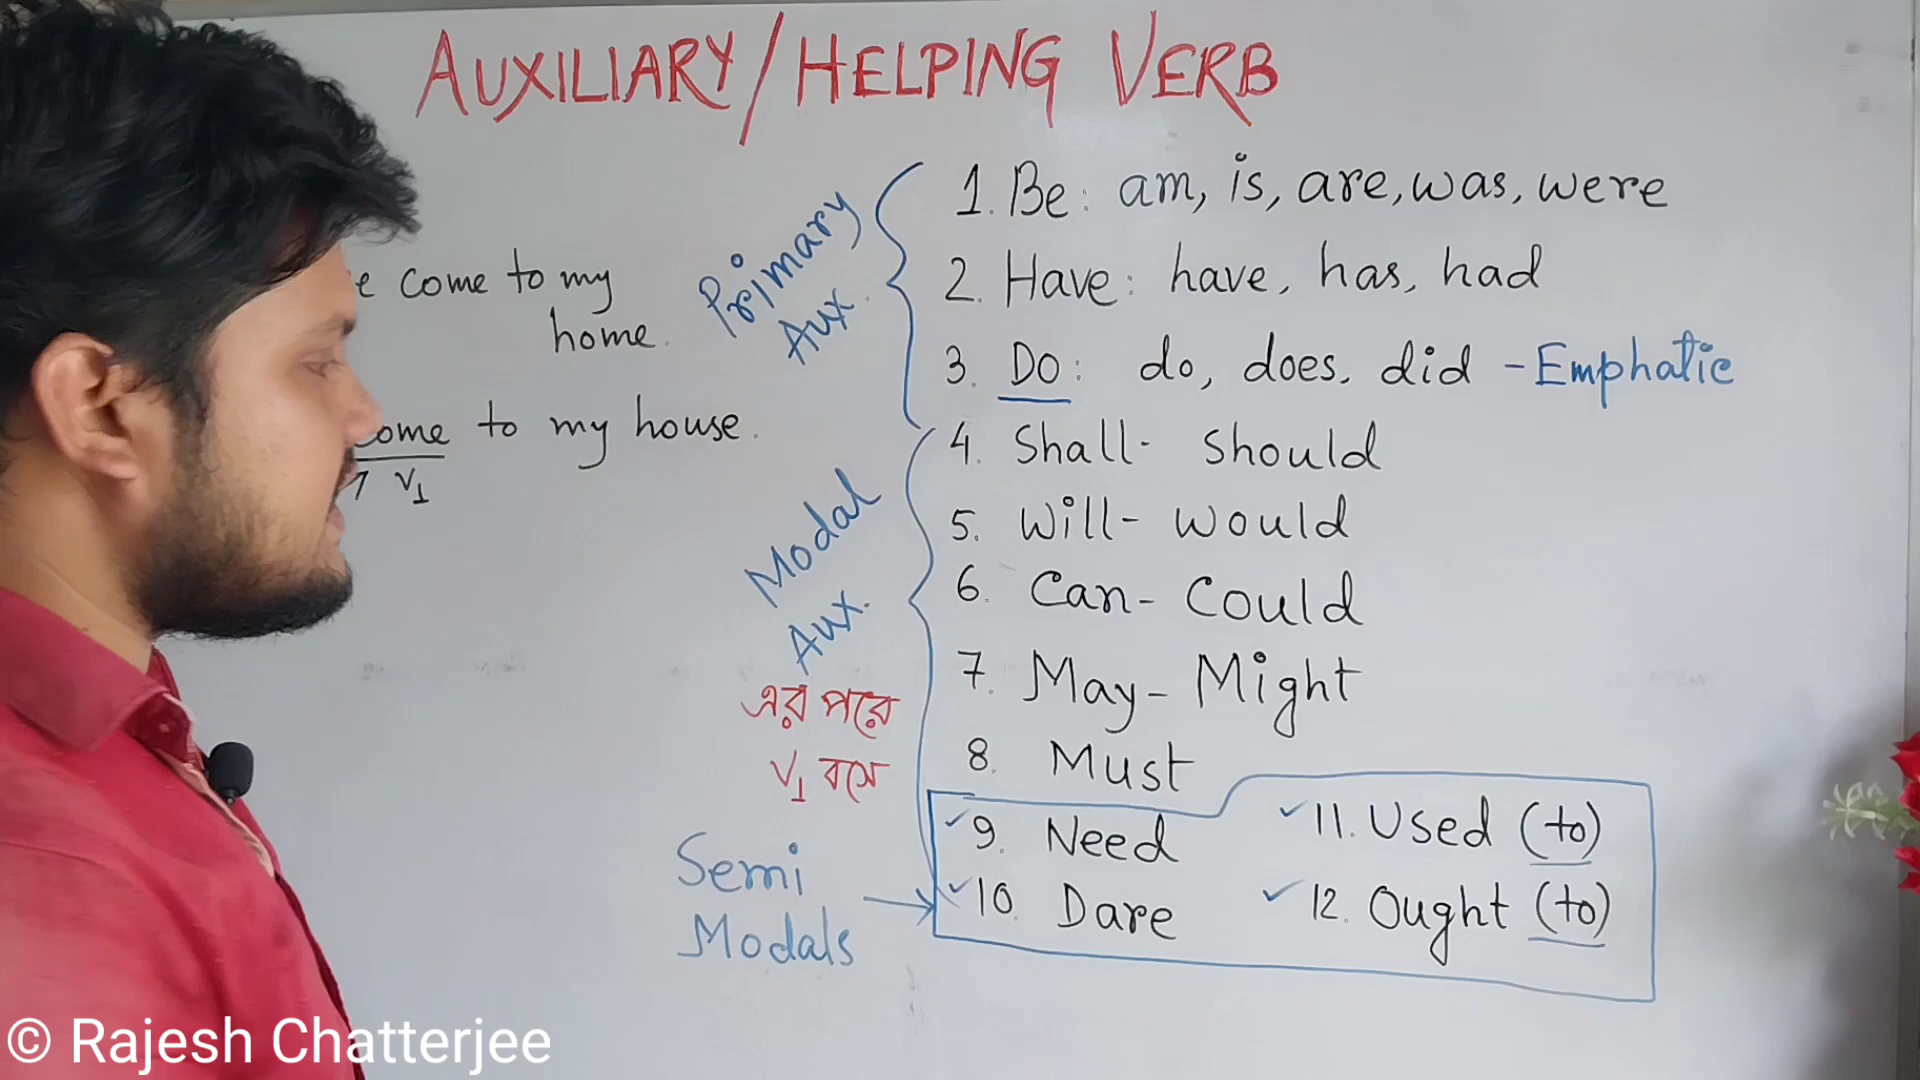 AUXILIARY/HELPING VERB
come to my
home.
come to my house.
V1
Primary
Aux.
1. Be: am, is, are, was, were
2. Have: have, has, had
3. DO: do, does, did - Emphatic
Modal
Aux.
এর পরে
V1 বসে
4. Shall- Should
5. Will- Would
6. Can- Could
7. May- Might
8. Must
Semi
Modals
9. Need
10. Dare
11. Used (to)
12. Ought (to)
© Rajesh Chatterjee